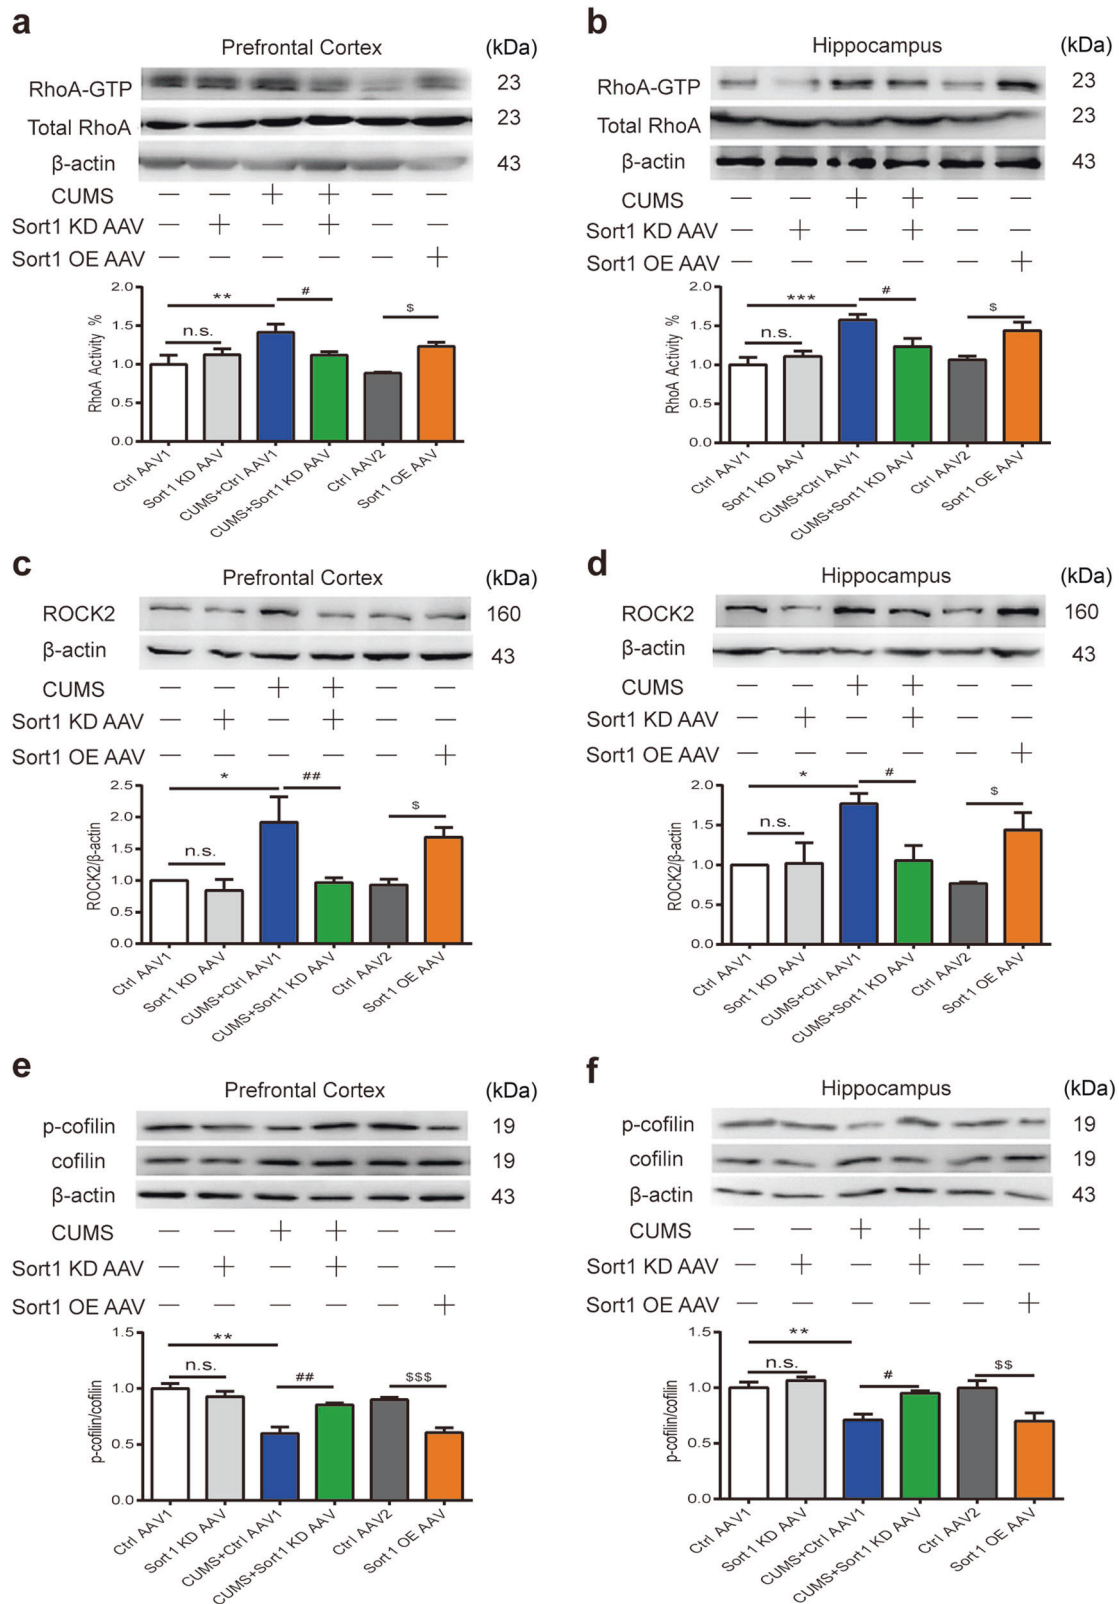 a
Prefrontal Cortex (kDa)
RhoA-GTP 23
Total RhoA 23
β-actin 43
CUMS — — + + — —
Sort1 KD AAV — + — + — —
Sort1 OE AAV — — — — — +
RhoA Activity %
2.0
1.5
1.0
0.5
0.0
n.s. ** # $
Ctrl AAV1
Sort1 KD AAV
CUMS+Ctrl AAV1
CUMS+Sort1 KD AAV
Ctrl AAV2
Sort1 OE AAV
b
Hippocampus (kDa)
RhoA-GTP 23
Total RhoA 23
β-actin 43
CUMS — — + + — —
Sort1 KD AAV — + — + — —
Sort1 OE AAV — — — — — +
RhoA Activity %
2.0
1.5
1.0
0.5
0.0
n.s. *** # $
Ctrl AAV1
Sort1 KD AAV
CUMS+Ctrl AAV1
CUMS+Sort1 KD AAV
Ctrl AAV2
Sort1 OE AAV
c
Prefrontal Cortex (kDa)
ROCK2 160
β-actin 43
CUMS — — + + — —
Sort1 KD AAV — + — + — —
Sort1 OE AAV — — — — — +
ROCK2/β-actin
2.5
2.0
1.5
1.0
0.5
0.0
n.s. * ## $
Ctrl AAV1
Sort1 KD AAV
CUMS+Ctrl AAV1
CUMS+Sort1 KD AAV
Ctrl AAV2
Sort1 OE AAV
d
Hippocampus (kDa)
ROCK2 160
β-actin 43
CUMS — — + + — —
Sort1 KD AAV — + — + — —
Sort1 OE AAV — — — — — +
ROCK2/β-actin
2.0
1.5
1.0
0.5
0.0
n.s. * # $
Ctrl AAV1
Sort1 KD AAV
CUMS+Ctrl AAV1
CUMS+Sort1 KD AAV
Ctrl AAV2
Sort1 OE AAV
e
Prefrontal Cortex (kDa)
p-cofilin 19
cofilin 19
β-actin 43
CUMS — — + + — —
Sort1 KD AAV — + — + — —
Sort1 OE AAV — — — — — +
p-cofilin/cofilin
1.5
1.0
0.5
0.0
n.s. ** ## $$$
Ctrl AAV1
Sort1 KD AAV
CUMS+Ctrl AAV1
CUMS+Sort1 KD AAV
Ctrl AAV2
Sort1 OE AAV
f
Hippocampus (kDa)
p-cofilin 19
cofilin 19
β-actin 43
CUMS — — + + — —
Sort1 KD AAV — + — + — —
Sort1 OE AAV — — — — — +
p-cofilin/cofilin
1.5
1.0
0.5
0.0
n.s. ** # $$
Ctrl AAV1
Sort1 KD AAV
CUMS+Ctrl AAV1
CUMS+Sort1 KD AAV
Ctrl AAV2
Sort1 OE AAV